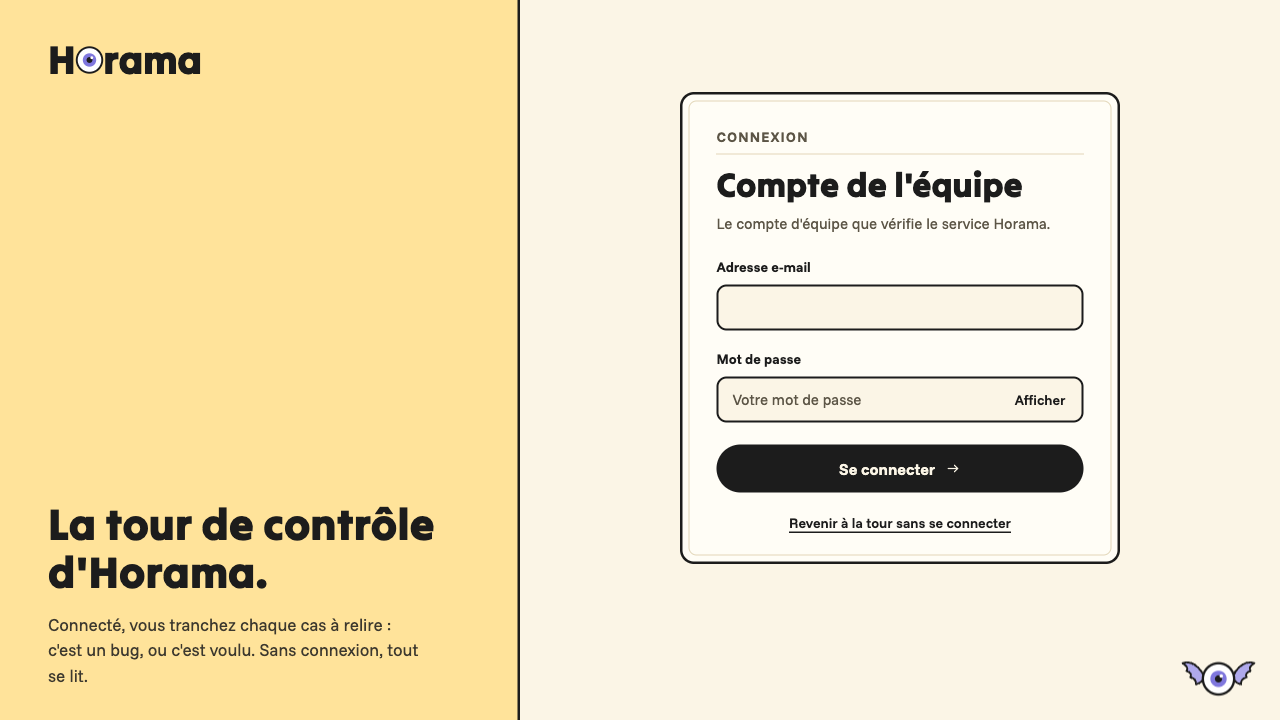 Horama
La tour de contrôle
d'Horama.
Connecté, vous tranchez chaque cas à relire :
c'est un bug, ou c'est voulu. Sans connexion, tout
se lit.
CONNEXION
Compte de l'équipe
Le compte d'équipe que vérifie le service Horama.
Adresse e-mail
Mot de passe
Votre mot de passe Afficher
Se connecter →
Revenir à la tour sans se connecter